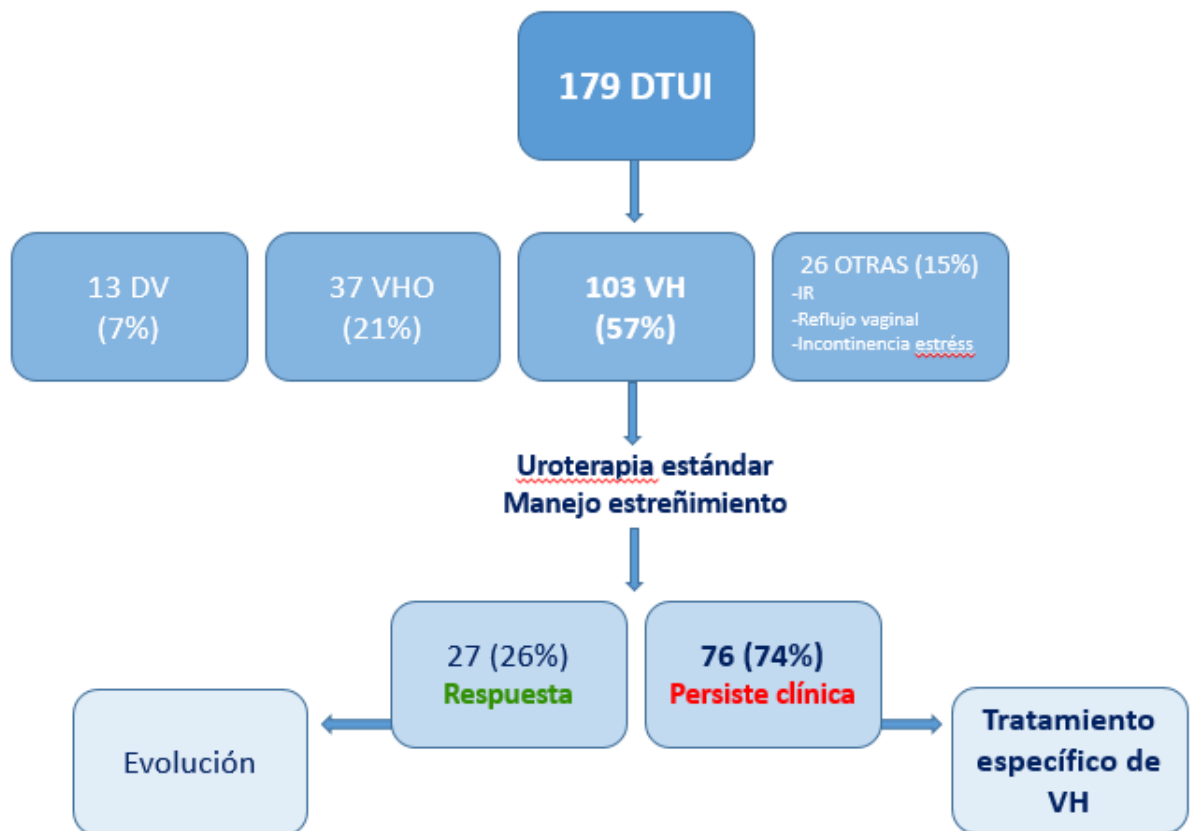 179 DTUI
13 DV
(7%)
37 VHO
(21%)
103 VH
(57%)
26 OTRAS (15%)
-IR
-Reflujo vaginal
-Incontinencia estréss
Uroterapia estándar
Manejo estreñimiento
27 (26%)
Respuesta
76 (74%)
Persiste clínica
Evolución
Tratamiento
específico de
VH